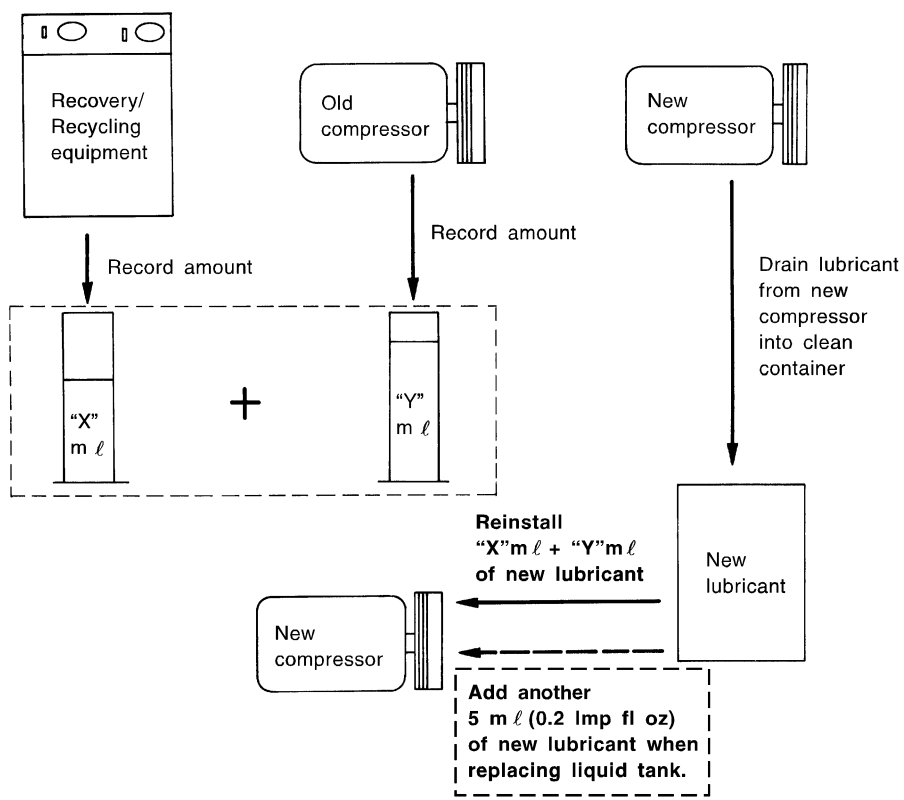 Recovery/
Recycling
equipment
Old
compressor
New
compressor
Record amount
Record amount
Drain lubricant
from new
compressor
into clean
container
“X”
m ℓ
+
“Y”
m ℓ
Reinstall
“X”m ℓ + “Y”m ℓ
of new lubricant
New
lubricant
New
compressor
Add another
5 m ℓ (0.2 Imp fl oz)
of new lubricant when
replacing liquid tank.